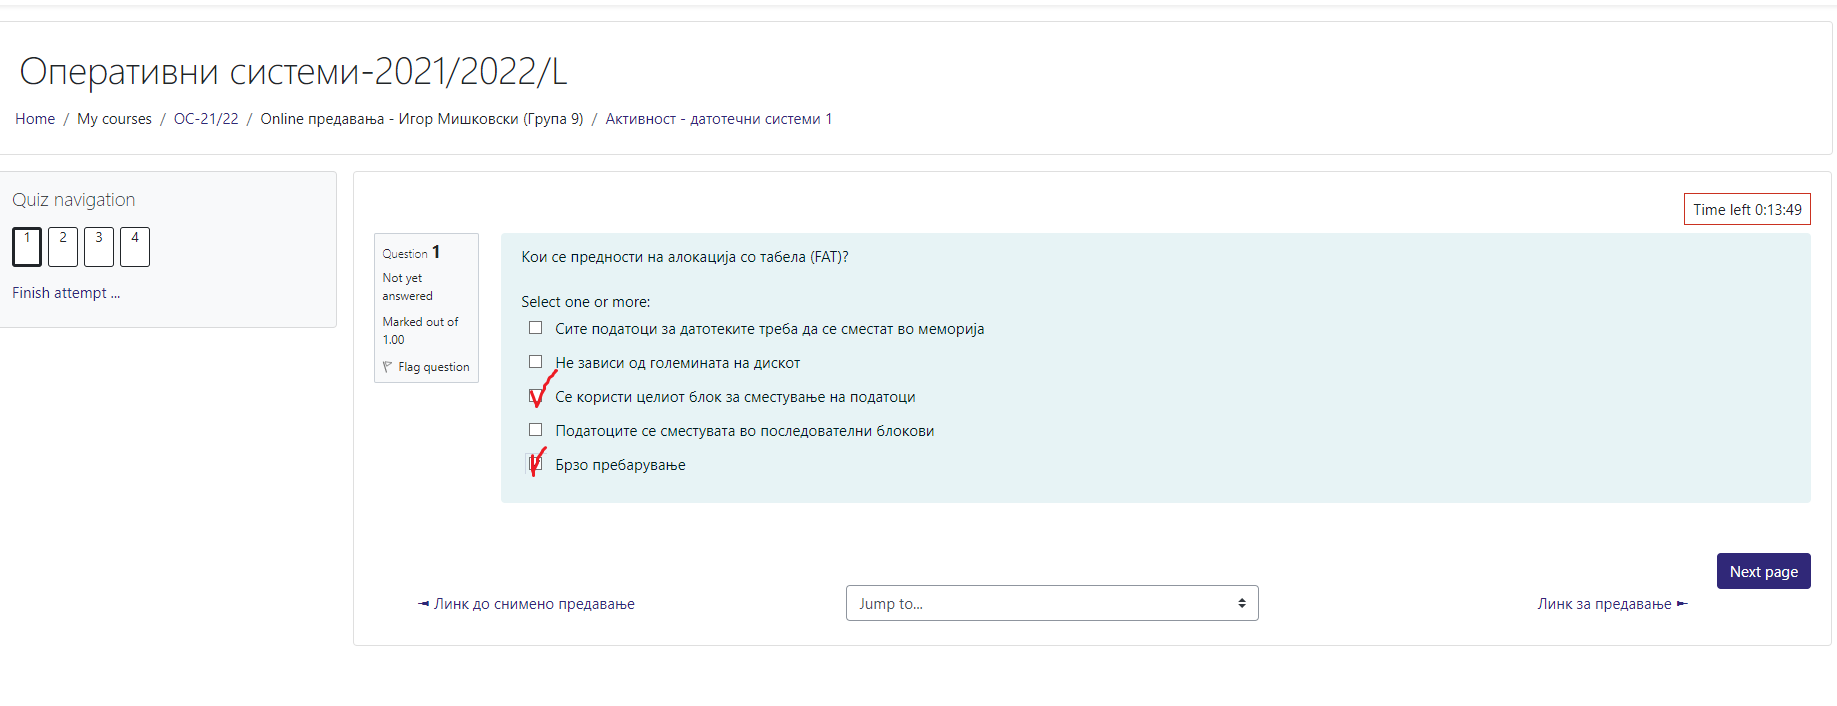 Оперативни системи-2021/2022/L
Home / My courses / ОС-21/22 / Online предавања - Игор Мишковски (Група 9) / Активност - датотечни системи 1
Quiz navigation
1 2 3 4
Finish attempt ...
Time left 0:13:49
Question 1
Not yet
answered
Marked out of
1.00
Flag question
Кои се предности на алокација со табела (FAT)?
Select one or more:
Сите податоци за датотеките треба да се сместат во меморија
Не зависи од големината на дискот
Се користи целиот блок за сместување на податоци
Податоците се сместувата во последователни блокови
Брзо пребарување
Next page
◄ Линк до снимено предавање
Jump to...
Линк за предавање ►